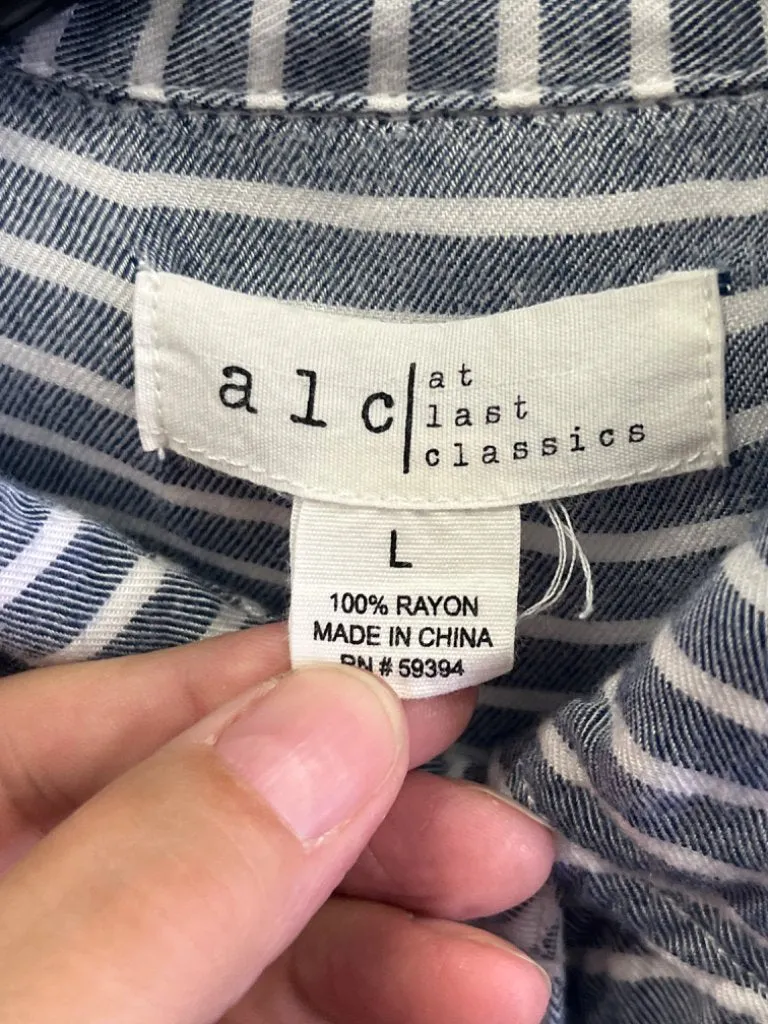 alc
at
last
classics
L
100% RAYON
MADE IN CHINA
RN # 59394